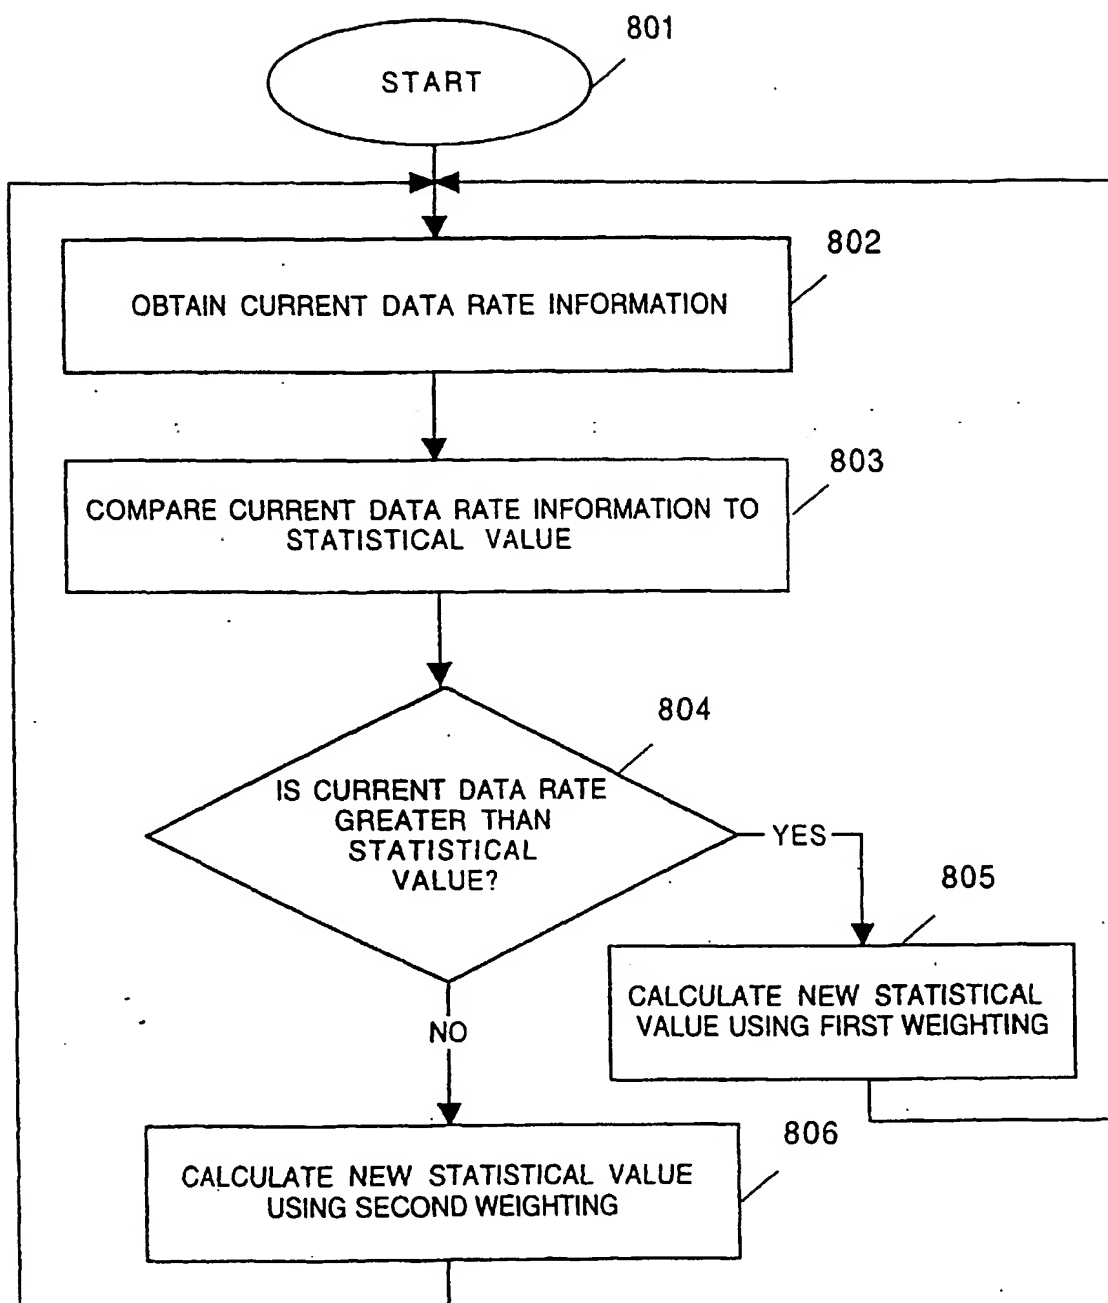 801
START
802
OBTAIN CURRENT DATA RATE INFORMATION
803
COMPARE CURRENT DATA RATE INFORMATION TO
STATISTICAL VALUE
804
IS CURRENT DATA RATE
GREATER THAN
STATISTICAL
VALUE?
YES
805
CALCULATE NEW STATISTICAL
VALUE USING FIRST WEIGHTING
NO
806
CALCULATE NEW STATISTICAL VALUE
USING SECOND WEIGHTING